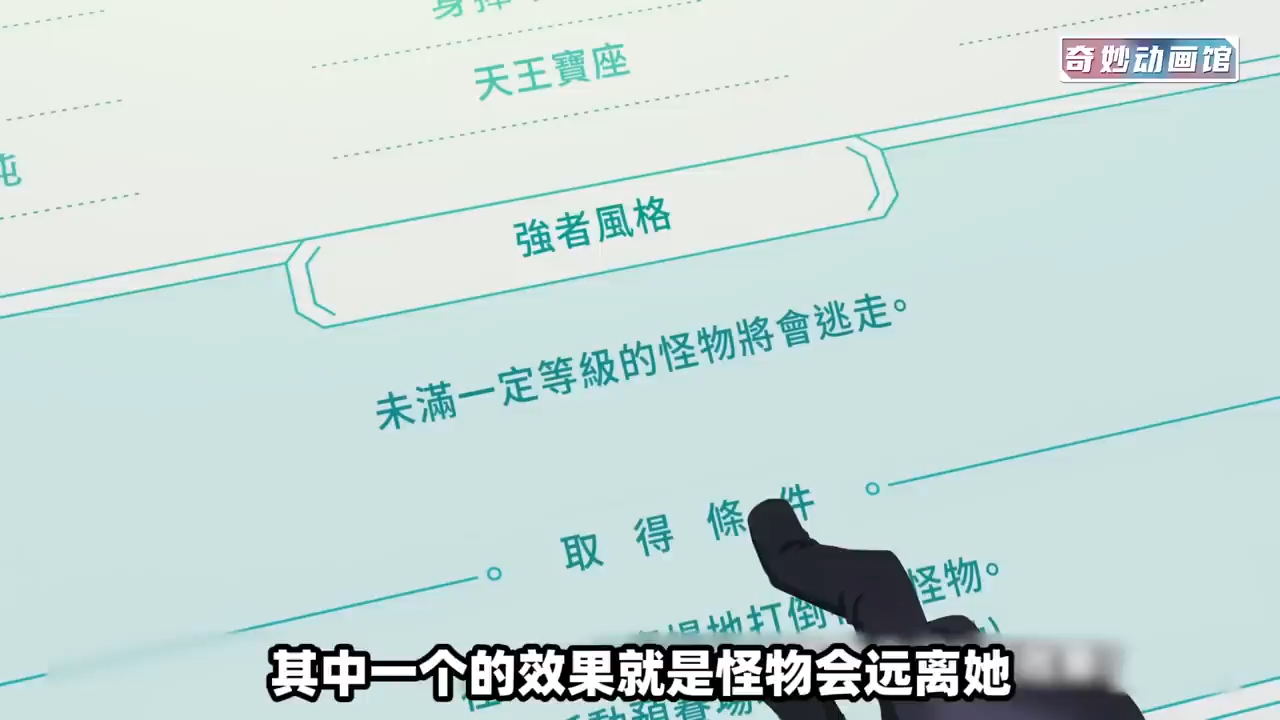 奇妙动画馆
天王寶座
強者風格
未滿一定等級的怪物將會逃走。
取得條件
打倒
怪物。
其中一个的效果就是怪物会远离她